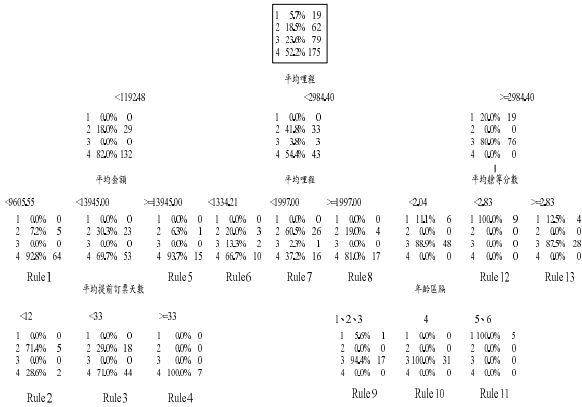 1 5.7% 19
2 18.5% 62
3 23.6% 79
4 52.2% 175
平均哩程
<1192.48 <2984.40 >=2984.40
1 0.0% 0 1 0.0% 0 1 20.0% 19
2 18.0% 29 2 41.8% 33 2 0.0% 0
3 0.0% 0 3 3.8% 3 3 80.0% 76
4 82.0% 132 4 54.4% 43 4 0.0% 0
平均金額 平均哩程 平均艙等分數
<9605.55 <13945.00 >=13945.00 <1334.21 <1997.00 >=1997.00 <2.04 <2.83 >=2.83
1 0.0% 0 1 0.0% 0 1 0.0% 0 1 0.0% 0 1 0.0% 0 1 0.0% 0 1 11.1% 6 1 100.0% 9 1 12.5% 4
2 7.2% 5 2 30.3% 23 2 6.3% 1 2 20.0% 3 2 60.5% 26 2 19.0% 4 2 0.0% 0 2 0.0% 0 2 0.0% 0
3 0.0% 0 3 0.0% 0 3 0.0% 0 3 13.3% 2 3 2.3% 1 3 0.0% 0 3 88.9% 48 3 0.0% 0 3 87.5% 28
4 92.8% 64 4 69.7% 53 4 93.7% 15 4 66.7% 10 4 37.2% 16 4 81.0% 17 4 0.0% 0 4 0.0% 0 4 0.0% 0
Rule 1 Rule 5 Rule6 Rule 7 Rule 8 Rule 12 Rule 13
平均提前訂票天數 年齡區隔
<12 <33 >=33 1、2、3 4 5、6
1 0.0% 0 1 0.0% 0 1 0.0% 0 1 5.6% 1 1 0.0% 0 1 100.0% 5
2 71.4% 5 2 29.0% 18 2 0.0% 0 2 0.0% 0 2 0.0% 0 2 0.0% 0
3 0.0% 0 3 0.0% 0 3 0.0% 0 3 94.4% 17 3 100.0% 31 3 0.0% 0
4 28.6% 2 4 71.0% 44 4 100.0% 7 4 0.0% 0 4 0.0% 0 4 0.0% 0
Rule 2 Rule 3 Rule 4 Rule 9 Rule 10 Rule 11